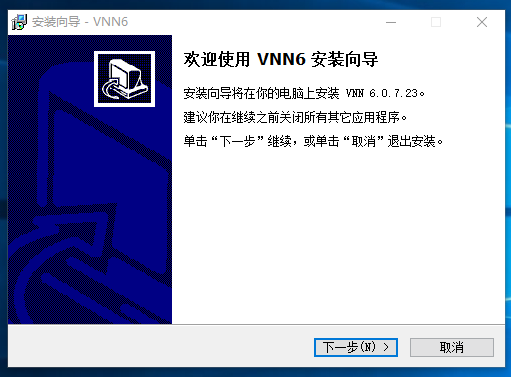 安装向导 - VNN6
欢迎使用 VNN6 安装向导
安装向导将在你的电脑上安装 VNN 6.0.7.23。
建议你在继续之前关闭所有其它应用程序。
单击“下一步”继续，或单击“取消”退出安装。
下一步(N) >
取消